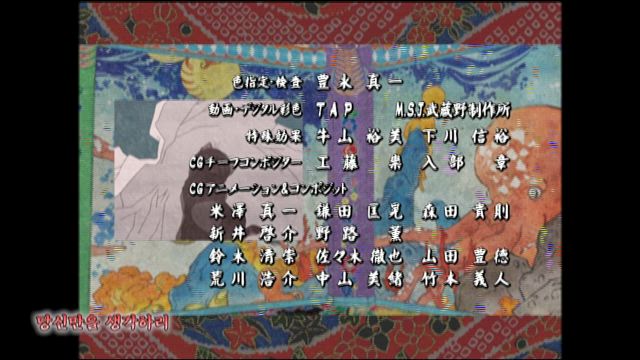 色指定・検査 豊永真一
動画・デジタル彩色 TAP M.S.J.武蔵野制作所
特殊効果 牛山裕美 下川信裕
CGチーフコンポジター 工藤 樂入部 章
CGアニメーション&コンポジット
米澤真一 鎌田匡晃 森田貴則
新井啓介 野路 薫
鈴木清崇 佐々木徹也 山田豊徳
荒川浩介 中山美緒 竹本義人
당신만을 생각하리